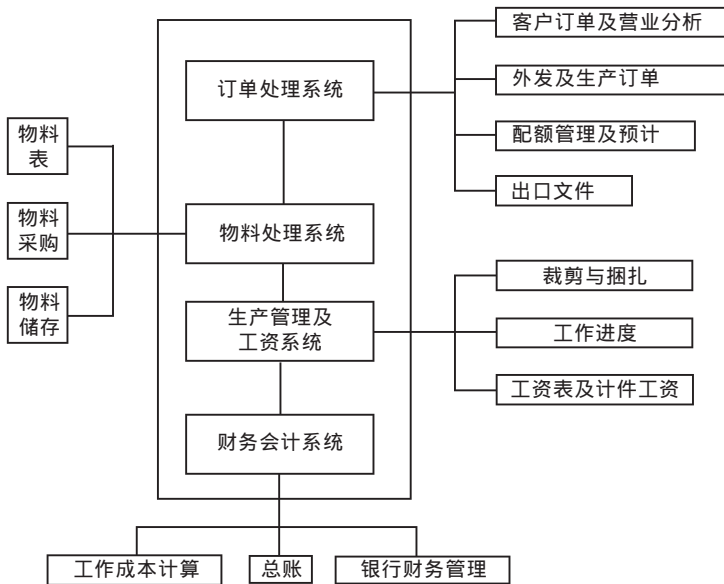 客户订单及营业分析
订单处理系统
外发及生产订单
物料
表
配额管理及预计
出口文件
物料
采购
物料处理系统
裁剪与捆扎
物料
储存
生产管理及
工资系统
工作进度
工资表及计件工资
财务会计系统
工作成本计算
总账
银行财务管理